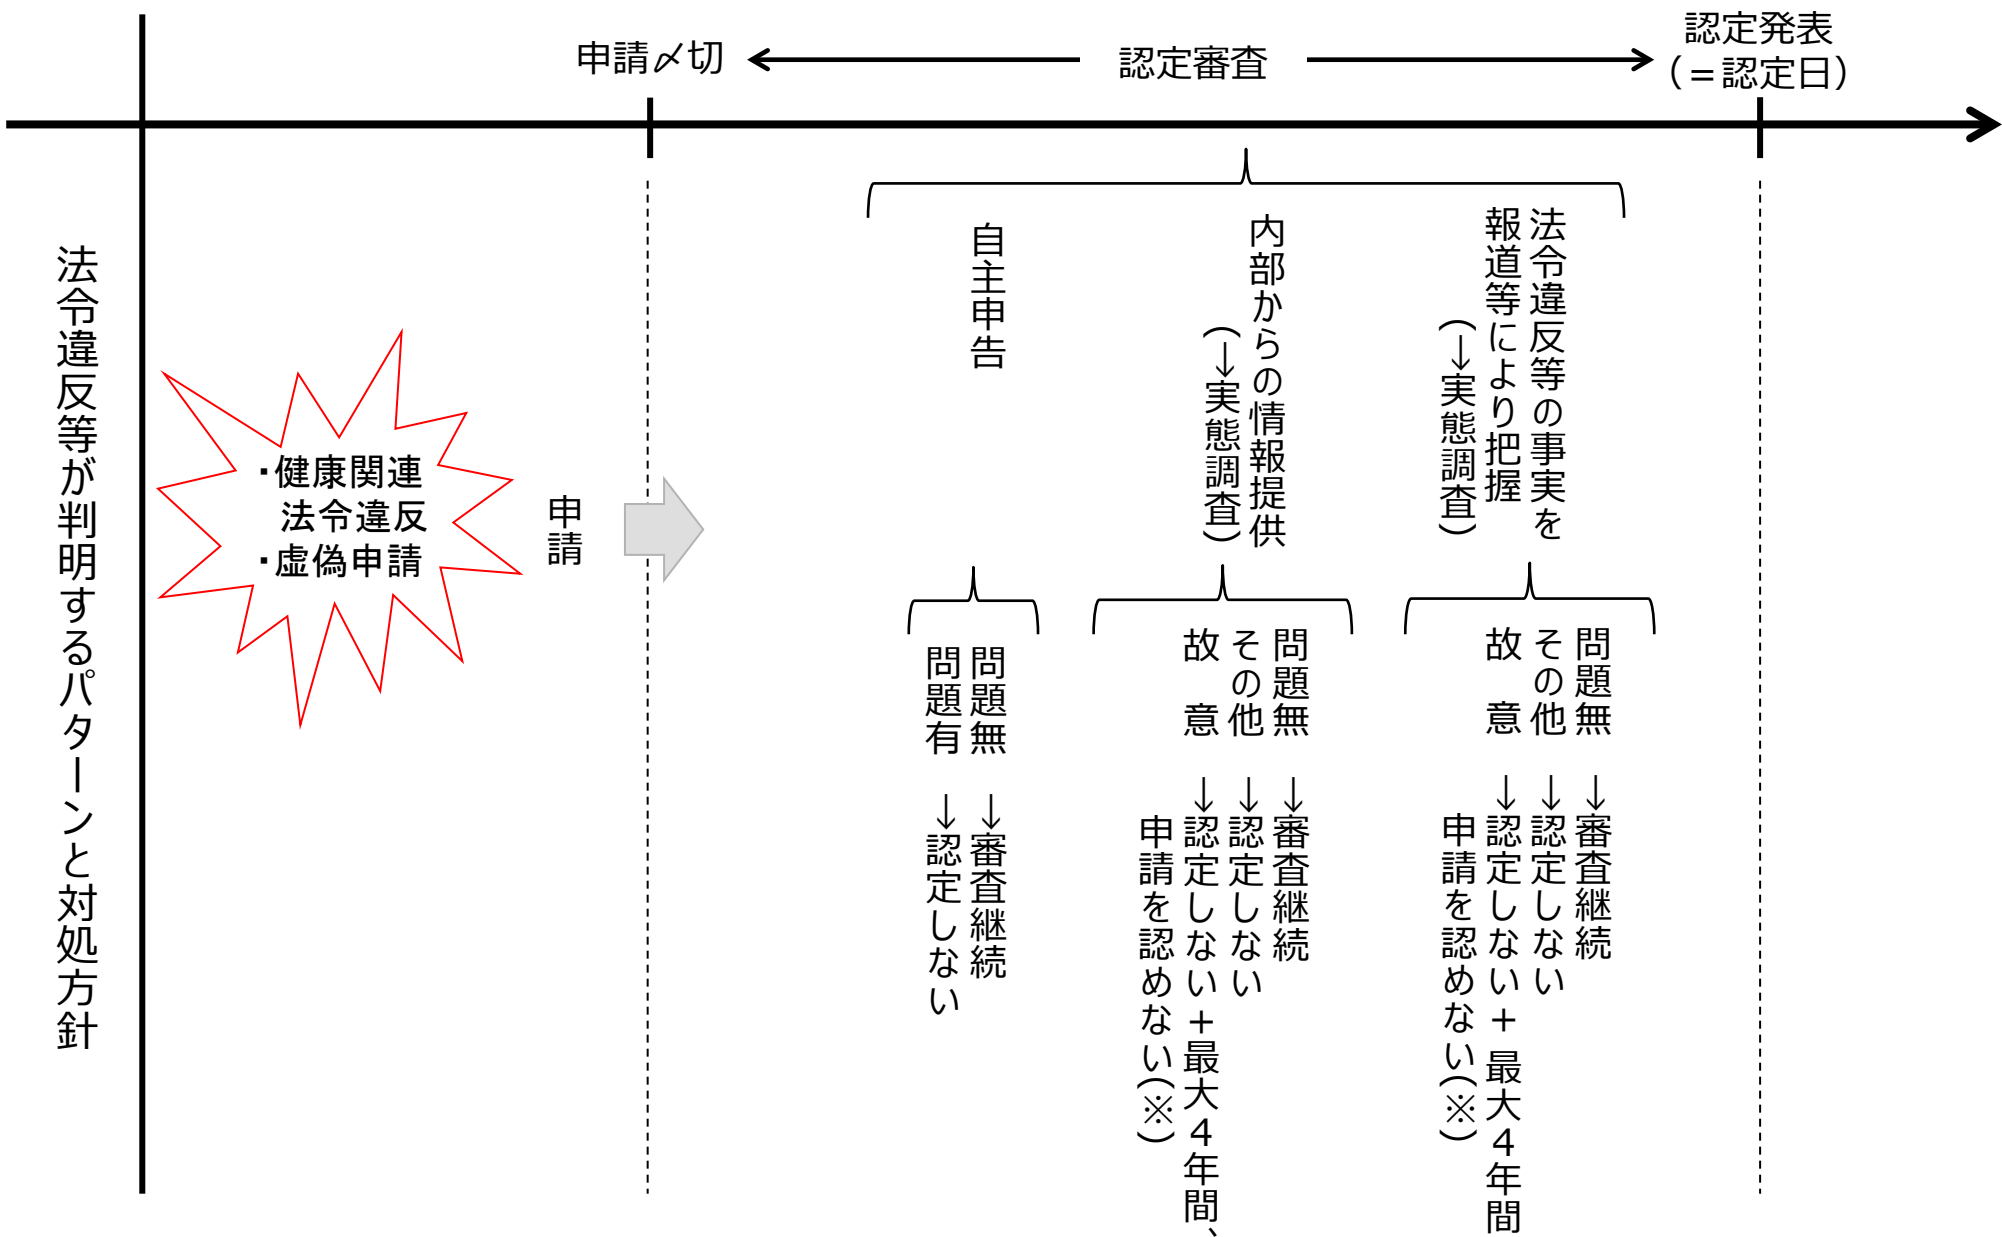 申請〆切
認定審査
認定発表
（＝認定日）
法令違反等が判明するパターンと対処方針
・健康関連
法令違反
・虚偽申請
申請
法令違反等の事実を
報道等により把握
（→実態調査）
問題無　→審査継続
その他　→認定しない
故　意　→認定しない＋最大４年間
申請を認めない（※）
内部からの情報提供
（→実態調査）
問題無　→審査継続
その他　→認定しない
故　意　→認定しない＋最大４年間、
申請を認めない（※）
自主申告
問題無　→審査継続
問題有　→認定しない